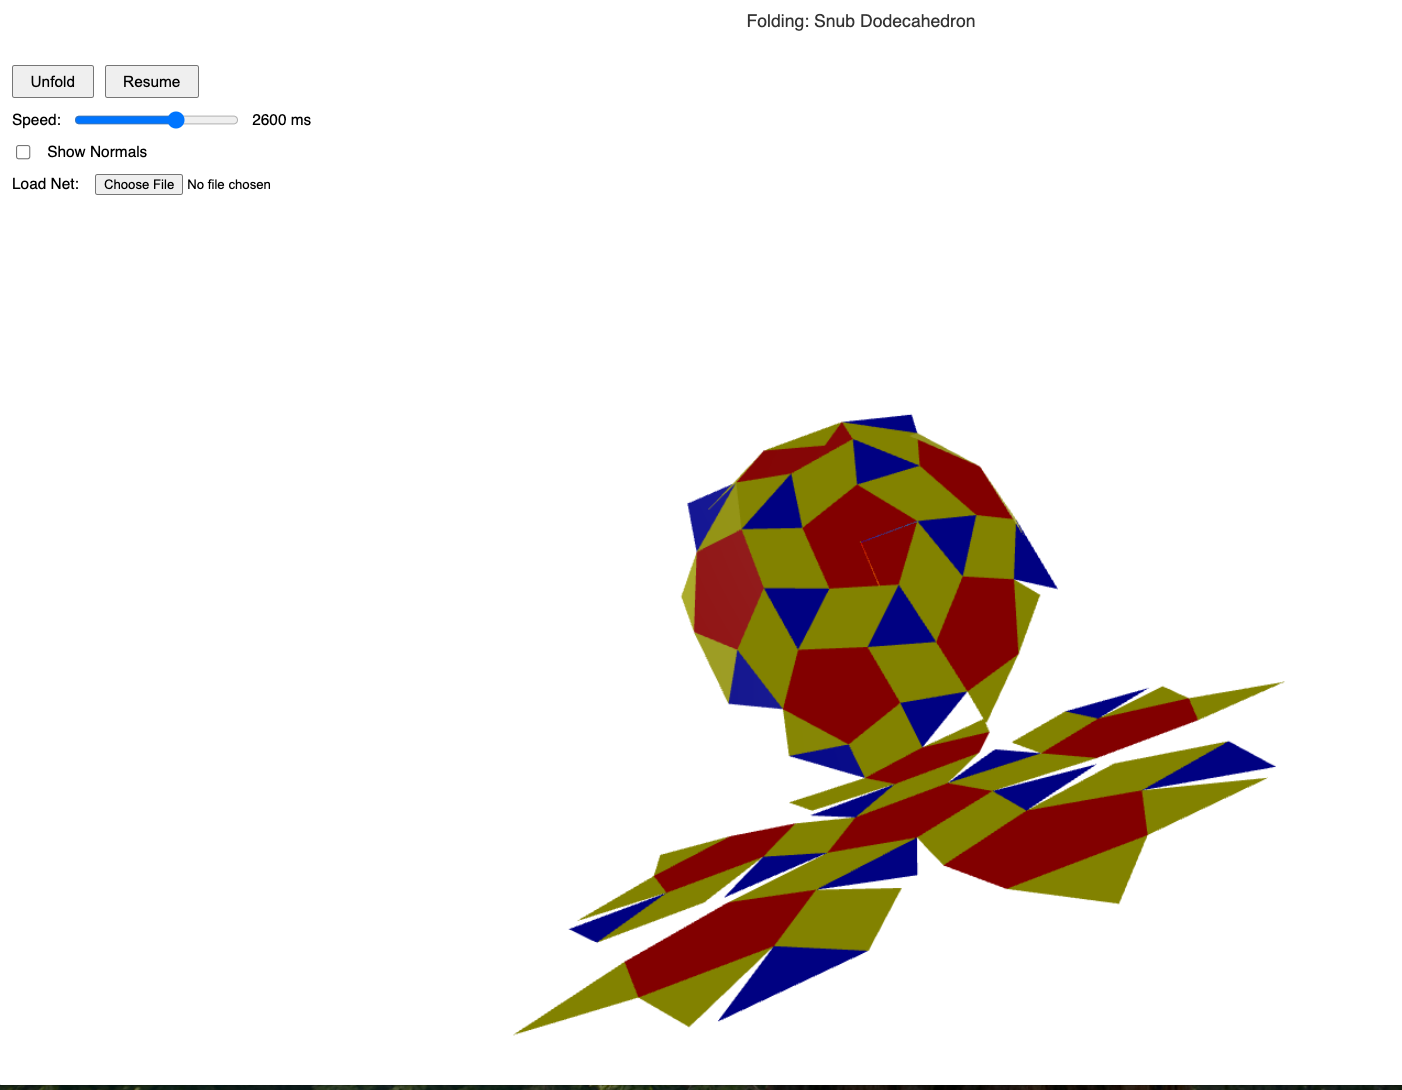 Folding: Snub Dodecahedron
Unfold Resume
Speed: 2600 ms
Show Normals
Load Net: Choose File No file chosen